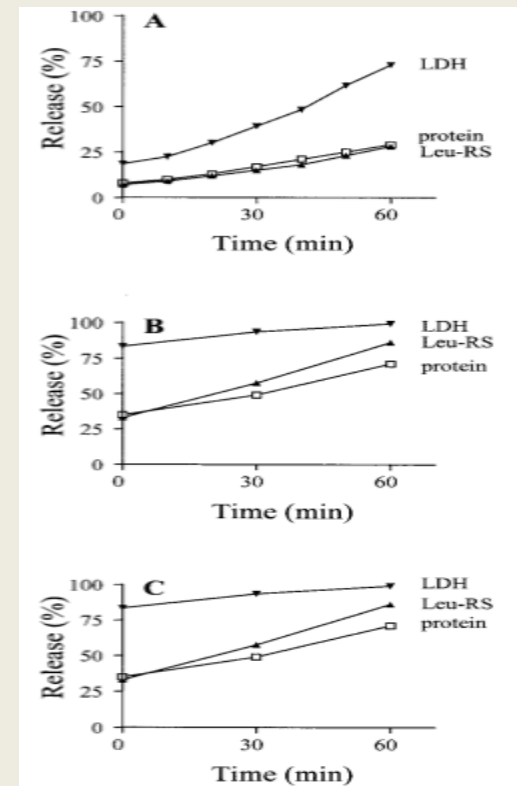 A
Release (%)
100
75
50
25
0
LDH
protein
Leu-RS
0 30 60
Time (min)
B
Release (%)
100
75
50
25
0
LDH
Leu-RS
protein
0 30 60
Time (min)
C
Release (%)
100
75
50
25
0
LDH
Leu-RS
protein
0 30 60
Time (min)